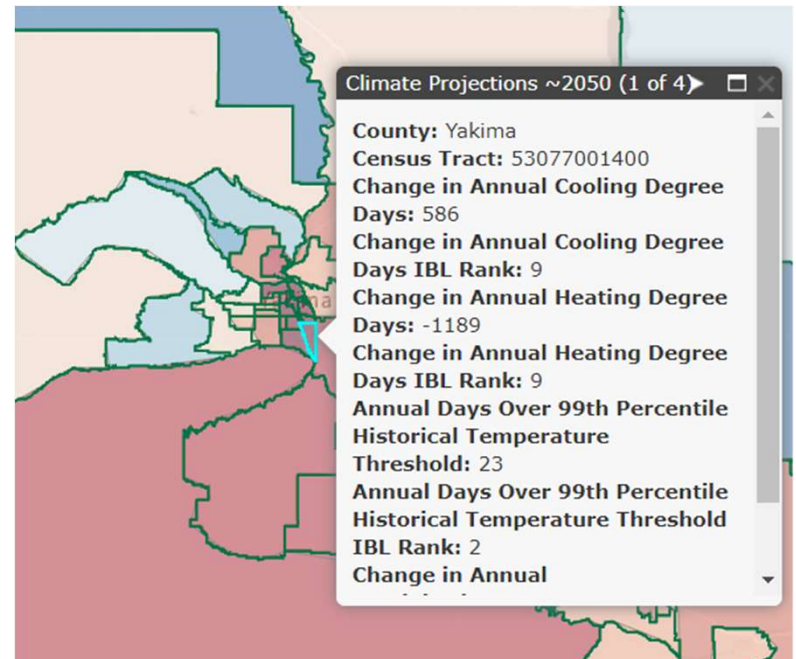 Climate Projections ~2050 (1 of 4)
County: Yakima
Census Tract: 53077001400
Change in Annual Cooling Degree
Days: 586
Change in Annual Cooling Degree
Days IBL Rank: 9
Change in Annual Heating Degree
Days: -1189
Change in Annual Heating Degree
Days IBL Rank: 9
Annual Days Over 99th Percentile
Historical Temperature
Threshold: 23
Annual Days Over 99th Percentile
Historical Temperature Threshold
IBL Rank: 2
Change in Annual